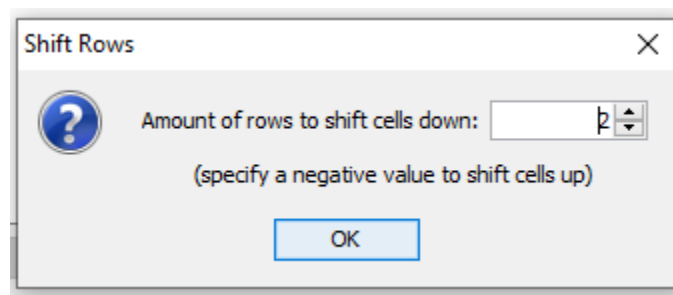 Shift Rows
Amount of rows to shift cells down: 2
(specify a negative value to shift cells up)
OK